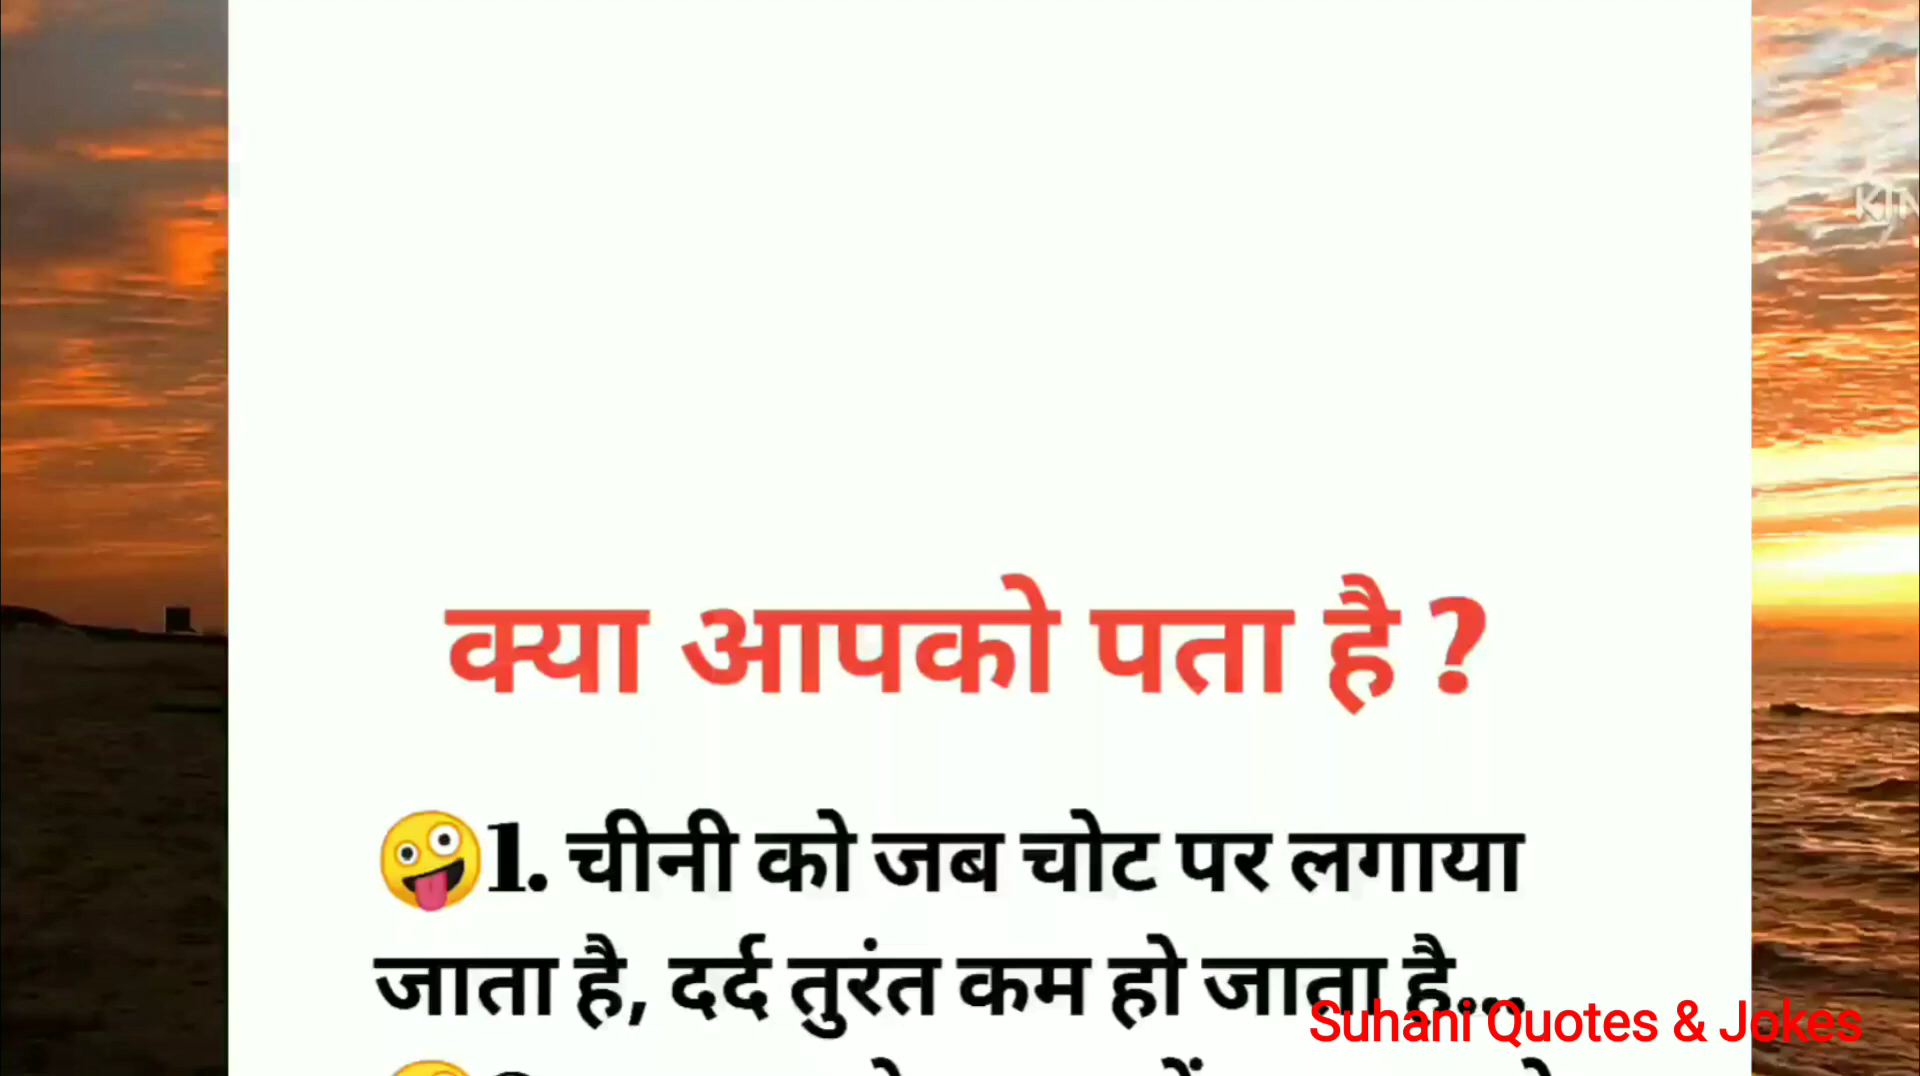 क्या आपको पता है ?
🤪1. चीनी को जब चोट पर लगाया
जाता है, दर्द तुरंत कम हो जाता है...
Suhani Quotes & Jokes